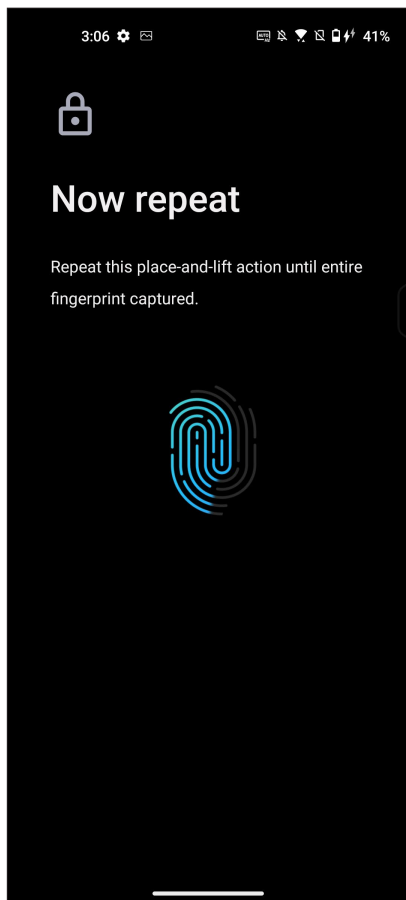 3:06 41%
Now repeat
Repeat this place-and-lift action until entire
fingerprint captured.